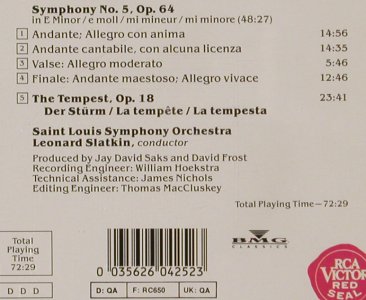 Symphony No. 5, Op. 64
in E Minor / e moll / mi mineur / mi minore (48:27)
1 Andante; Allegro con anima 14:56
2 Andante cantabile, con alcuna licenza 14:35
3 Valse: Allegro moderato 5:46
4 Finale: Andante maestoso; Allegro vivace 12:46
5 The Tempest, Op. 18 23:41
Der Stürm / La tempête / La tempesta
Saint Louis Symphony Orchestra
Leonard Slatkin, conductor
Produced by Jay David Saks and David Frost
Recording Engineer: William Hoekstra
Technical Assistance: James Nichols
Editing Engineer: Thomas MacCluskey
Total Playing Time—72:29
Total
Playing
Time
72:29
0 035626 042523
BMG
CLASSICS
RCA
VICTOR
RED
SEAL
D D D
D: QA
F: RC650
UK: QA